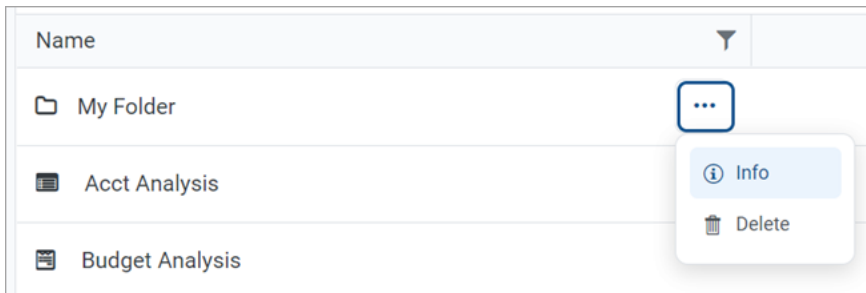 Name
My Folder
Info
Acct Analysis
Delete
Budget Analysis